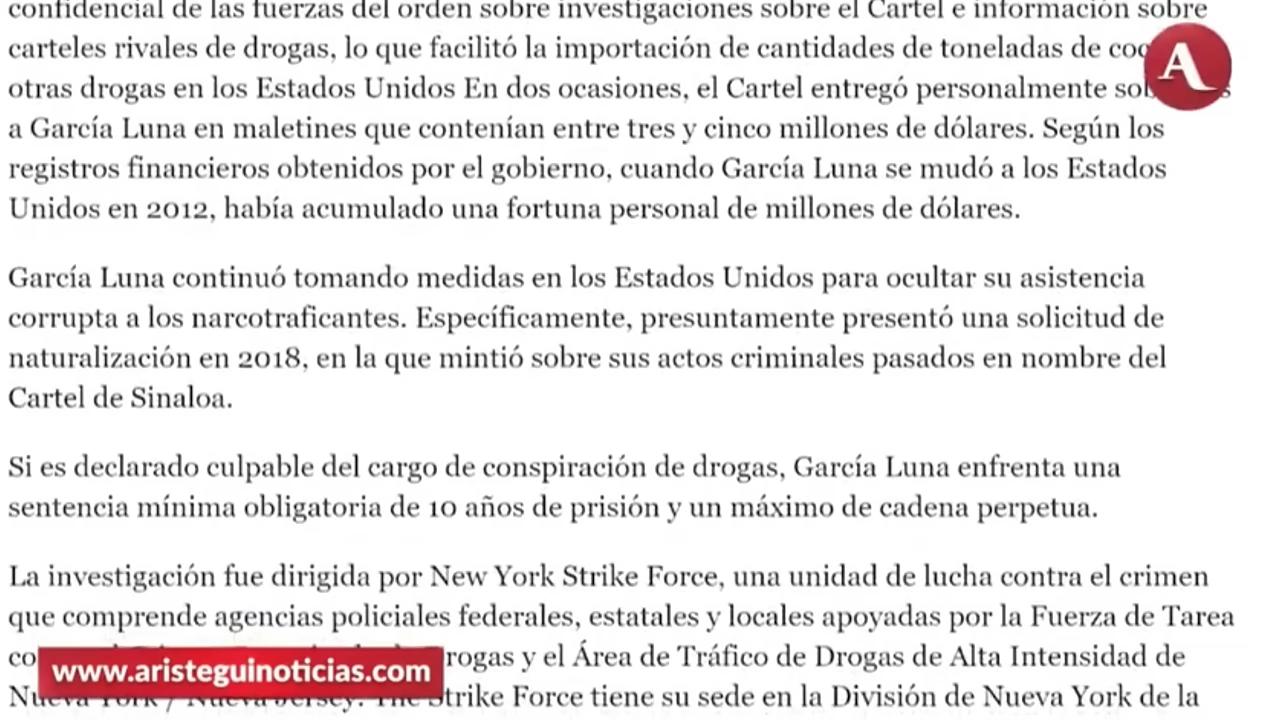 confidencial de las fuerzas del orden sobre investigaciones sobre el Cartel e información sobre
carteles rivales de drogas, lo que facilitó la importación de cantidades de toneladas de
otras drogas en los Estados Unidos En dos ocasiones, el Cartel entregó personalmente
a García Luna en maletines que contenían entre tres y cinco millones de dólares. Según los
registros financieros obtenidos por el gobierno, cuando García Luna se mudó a los Estados
Unidos en 2012, había acumulado una fortuna personal de millones de dólares.
García Luna continuó tomando medidas en los Estados Unidos para ocultar su asistencia
corrupta a los narcotraficantes. Específicamente, presuntamente presentó una solicitud de
naturalización en 2018, en la que mintió sobre sus actos criminales pasados en nombre del
Cartel de Sinaloa.
Si es declarado culpable del cargo de conspiración de drogas, García Luna enfrenta una
sentencia mínima obligatoria de 10 años de prisión y un máximo de cadena perpetua.
La investigación fue dirigida por New York Strike Force, una unidad de lucha contra el crimen
que comprende agencias policiales federales, estatales y locales apoyadas por la Fuerza de Tarea
y el Área de Tráfico de Drogas de Alta Intensidad de
Strike Force tiene su sede en la División de Nueva York de la
A
www.aristeguinoticias.com